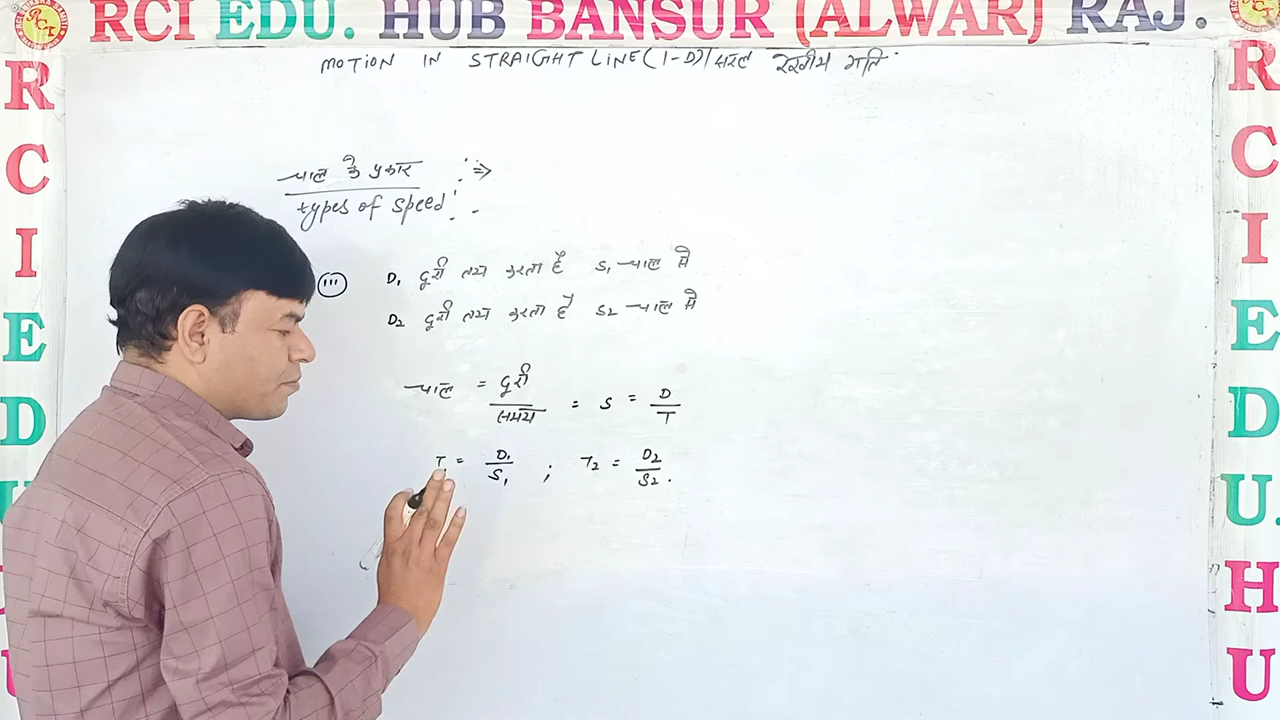 RCI EDU. HUB BANSUR (ALWAR) RAJ.
MOTION IN STRAIGHT LINE (1-D) / सरल रेखीय गति
चाल के प्रकार :⇒
types of speed
(iii) D₁ दूरी तय करता है S₁ चाल में
D₂ दूरी तय करता है S₂ चाल में
चाल = दूरी / समय = S = D / T
T₁ = D₁ / S₁ ; T₂ = D₂ / S₂.
R C I E D U
R C I E D U. H U